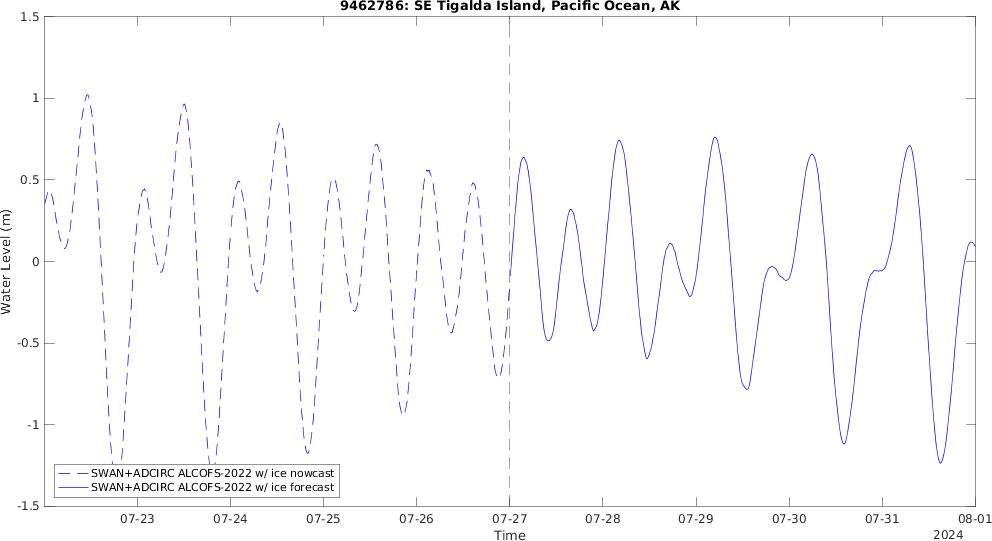 9462786: SE Tigalda Island, Pacific Ocean, AK
1.5
1
0.5
0
-0.5
-1
-1.5
Water Level (m)
SWAN+ADCIRC ALCOFS-2022 w/ ice nowcast
SWAN+ADCIRC ALCOFS-2022 w/ ice forecast
07-23 07-24 07-25 07-26 07-27 07-28 07-29 07-30 07-31 08-01
Time
2024